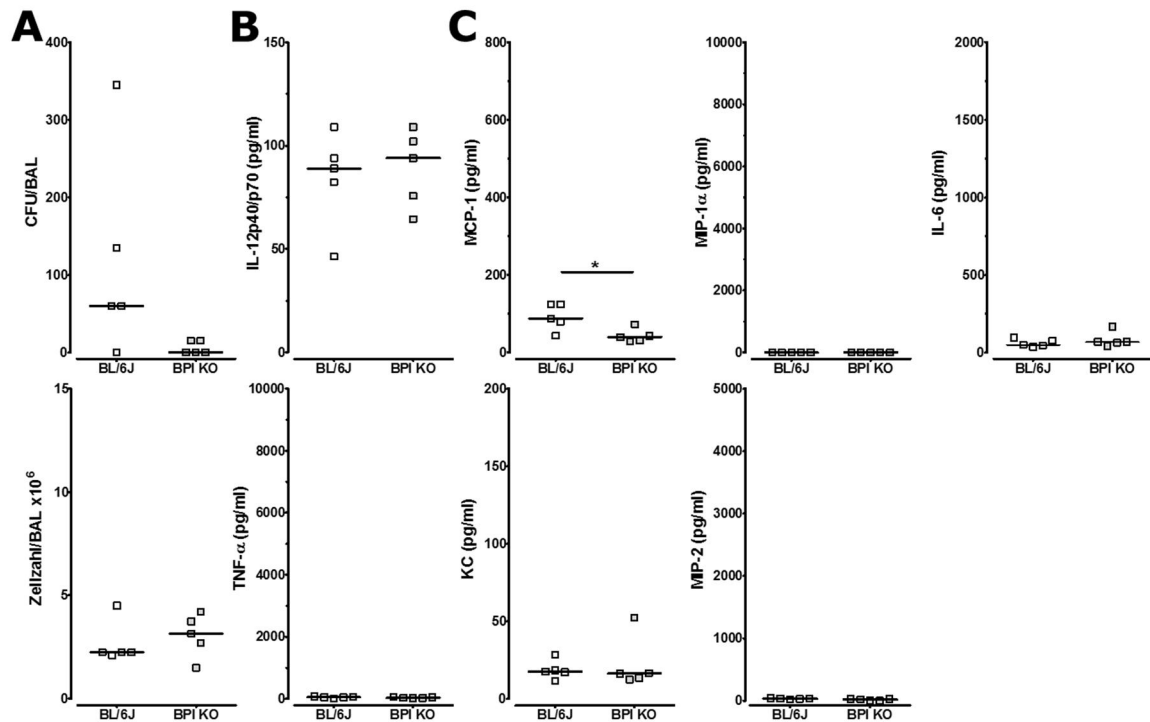 A
B
C
400
300
200
100
0
CFU/BAL
BL/6J
BPI KO
150
100
50
0
IL-12p40/p70 (pg/ml)
BL/6J
BPI KO
800
600
400
200
0
MCP-1 (pg/ml)
*
BL/6J
BPI KO
10000
8000
6000
4000
2000
0
MIP-1α (pg/ml)
BL/6J
BPI KO
2000
1500
1000
500
0
IL-6 (pg/ml)
BL/6J
BPI KO
15
10
5
0
Zellzahl/BAL x10⁶
BL/6J
BPI KO
10000
8000
6000
4000
2000
0
TNF-α (pg/ml)
BL/6J
BPI KO
200
150
100
50
0
KC (pg/ml)
BL/6J
BPI KO
5000
4000
3000
2000
1000
0
MIP-2 (pg/ml)
BL/6J
BPI KO